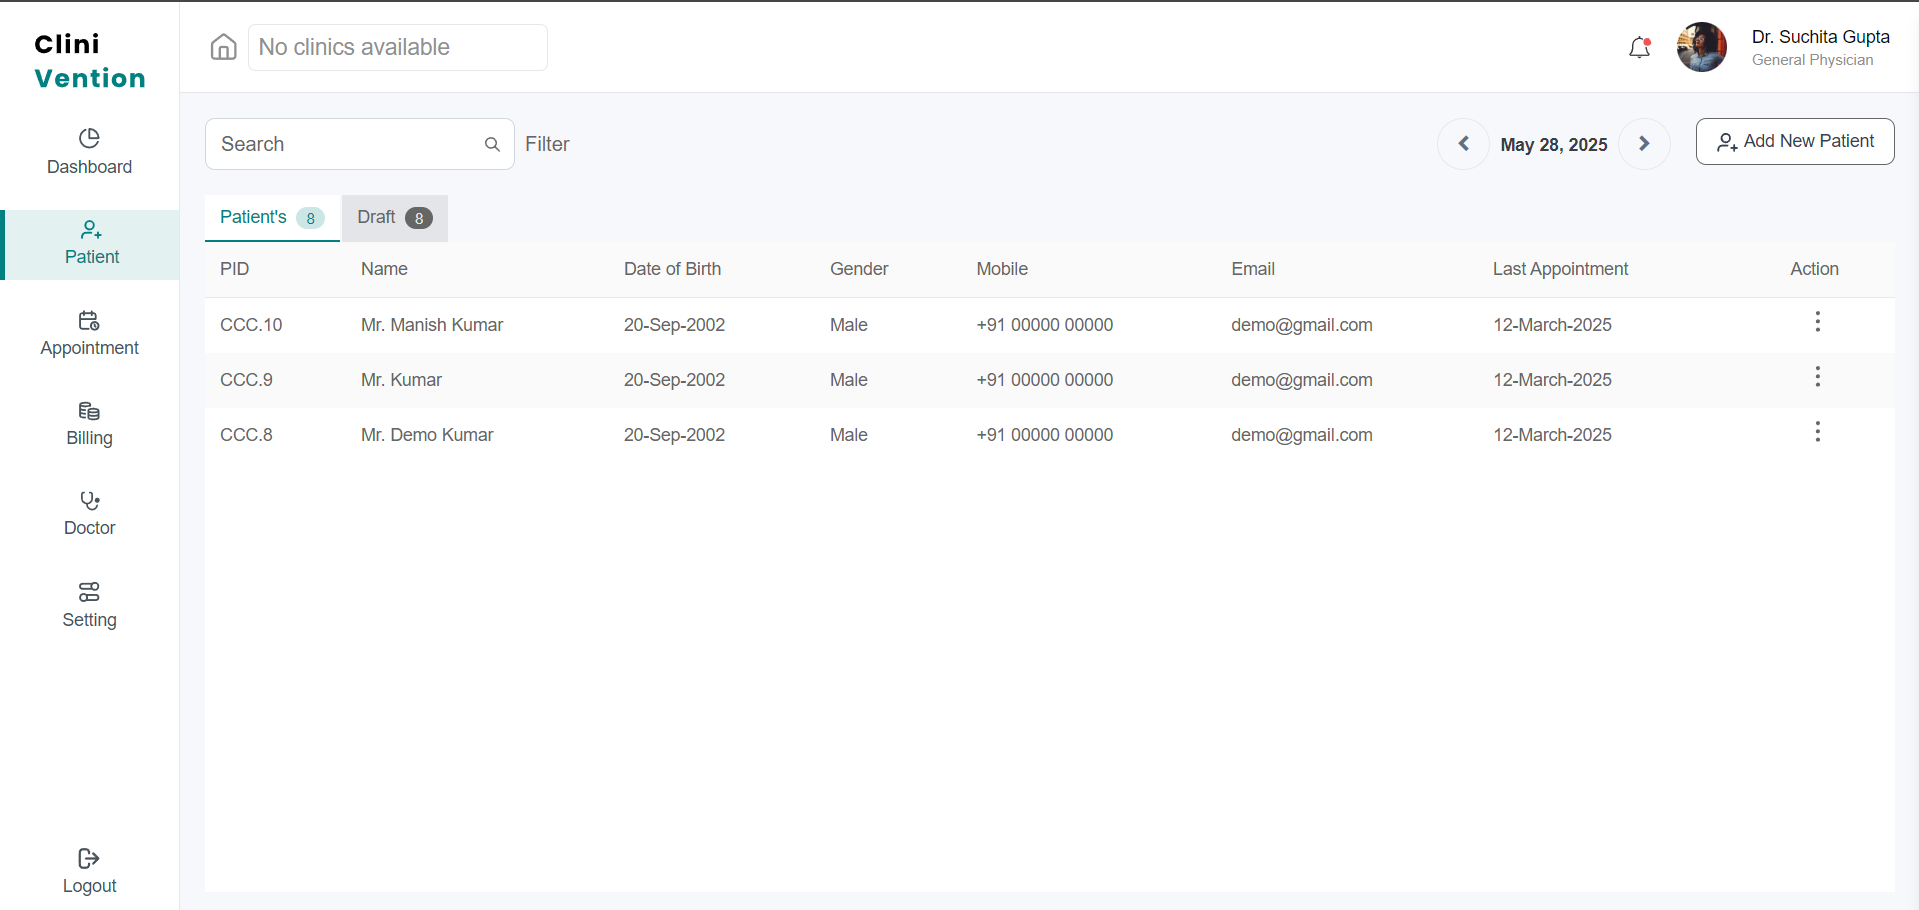 Clini
Vention
No clinics available
Dr. Suchita Gupta
General Physician
Dashboard
Patient
Appointment
Billing
Doctor
Setting
Logout
Search
Filter
May 28, 2025
Add New Patient
Patient's 8
Draft 8
PID Name Date of Birth Gender Mobile Email Last Appointment Action
CCC.10 Mr. Manish Kumar 20-Sep-2002 Male +91 00000 00000 demo@gmail.com 12-March-2025
CCC.9 Mr. Kumar 20-Sep-2002 Male +91 00000 00000 demo@gmail.com 12-March-2025
CCC.8 Mr. Demo Kumar 20-Sep-2002 Male +91 00000 00000 demo@gmail.com 12-March-2025